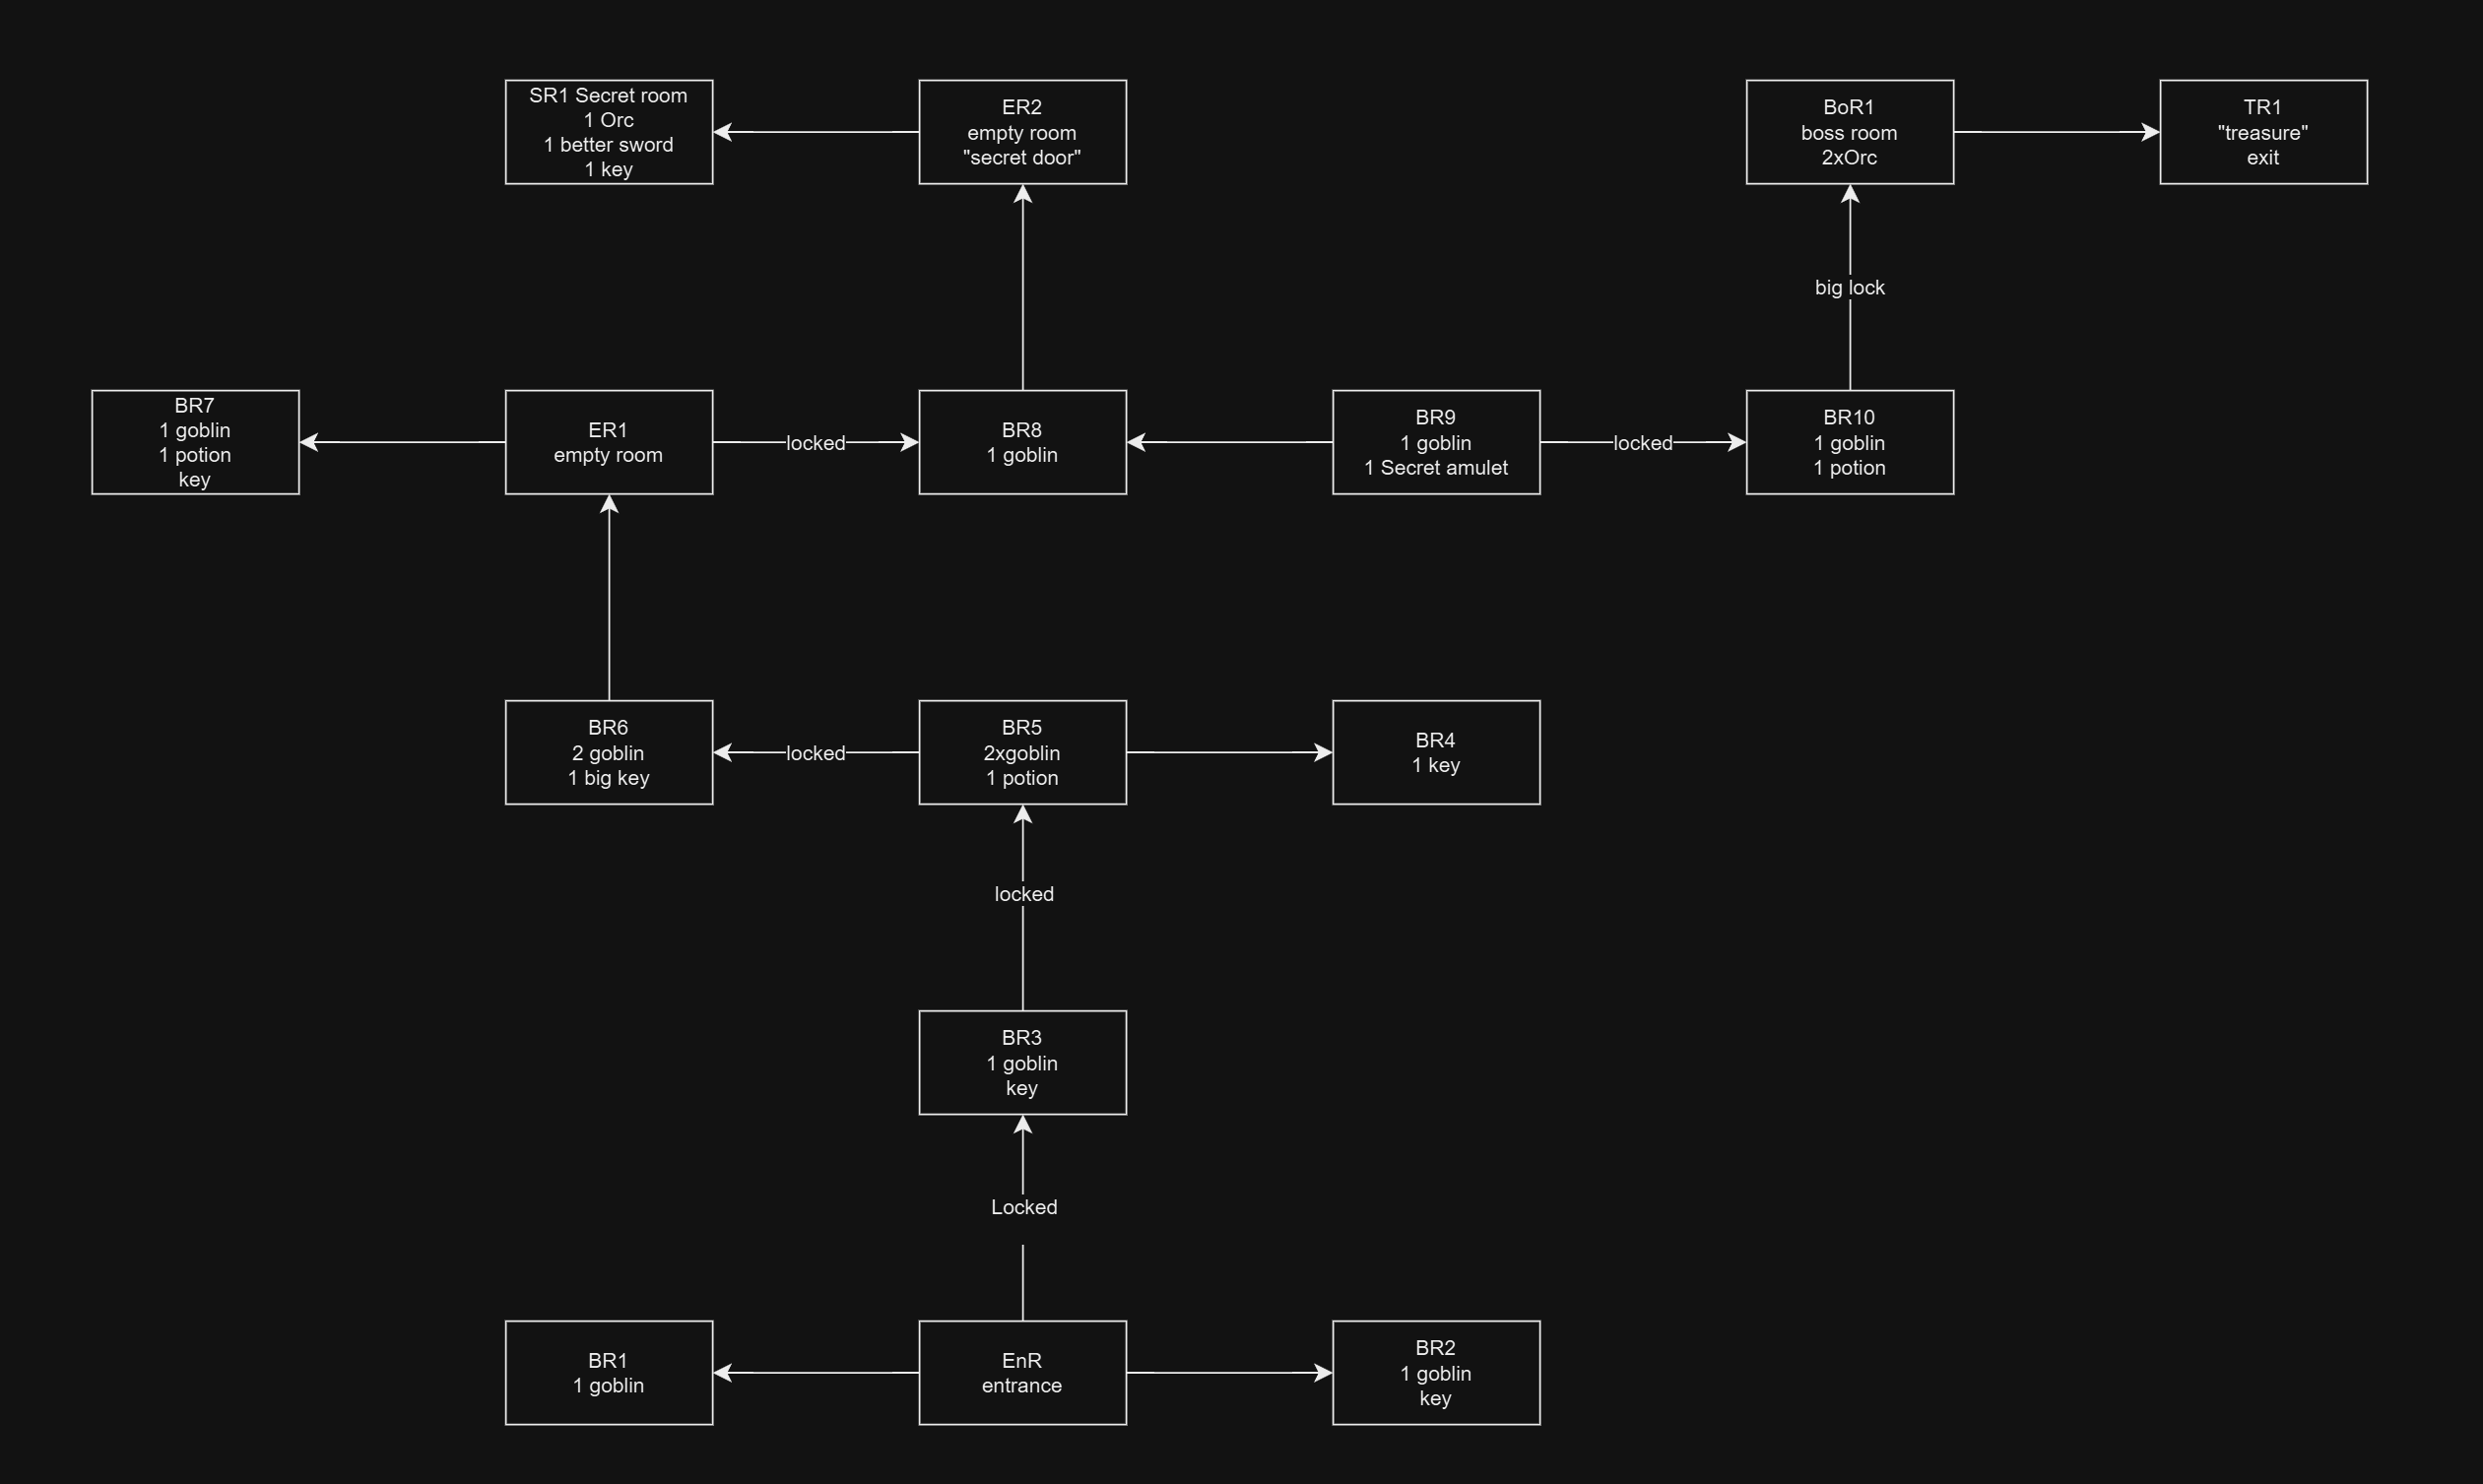 SR1 Secret room
1 Orc
1 better sword
1 key
ER2
empty room
"secret door"
BoR1
boss room
2xOrc
TR1
"treasure"
exit
big lock
BR7
1 goblin
1 potion
key
ER1
empty room
locked
BR8
1 goblin
BR9
1 goblin
1 Secret amulet
locked
BR10
1 goblin
1 potion
BR6
2 goblin
1 big key
locked
BR5
2xgoblin
1 potion
BR4
1 key
locked
BR3
1 goblin
key
Locked
BR1
1 goblin
EnR
entrance
BR2
1 goblin
key